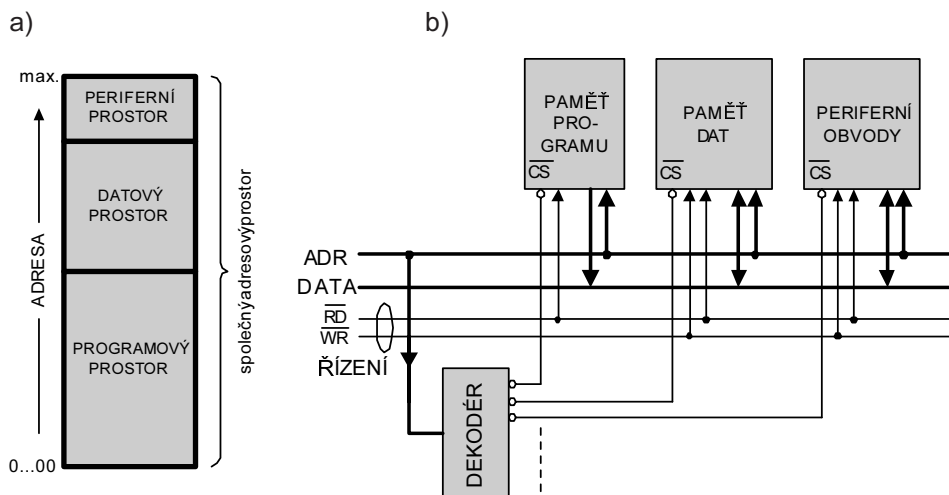 a)
max.
PERIFERNÍ
PROSTOR
DATOVÝ
PROSTOR
PROGRAMOVÝ
PROSTOR
ADRESA
0...00
společnýadresovýprostor
b)
PAMĚŤ
PRO-
GRAMU
CS
PAMĚŤ
DAT
CS
PERIFERNÍ
OBVODY
CS
ADR
DATA
RD
WR
ŘÍZENÍ
DEKODÉR